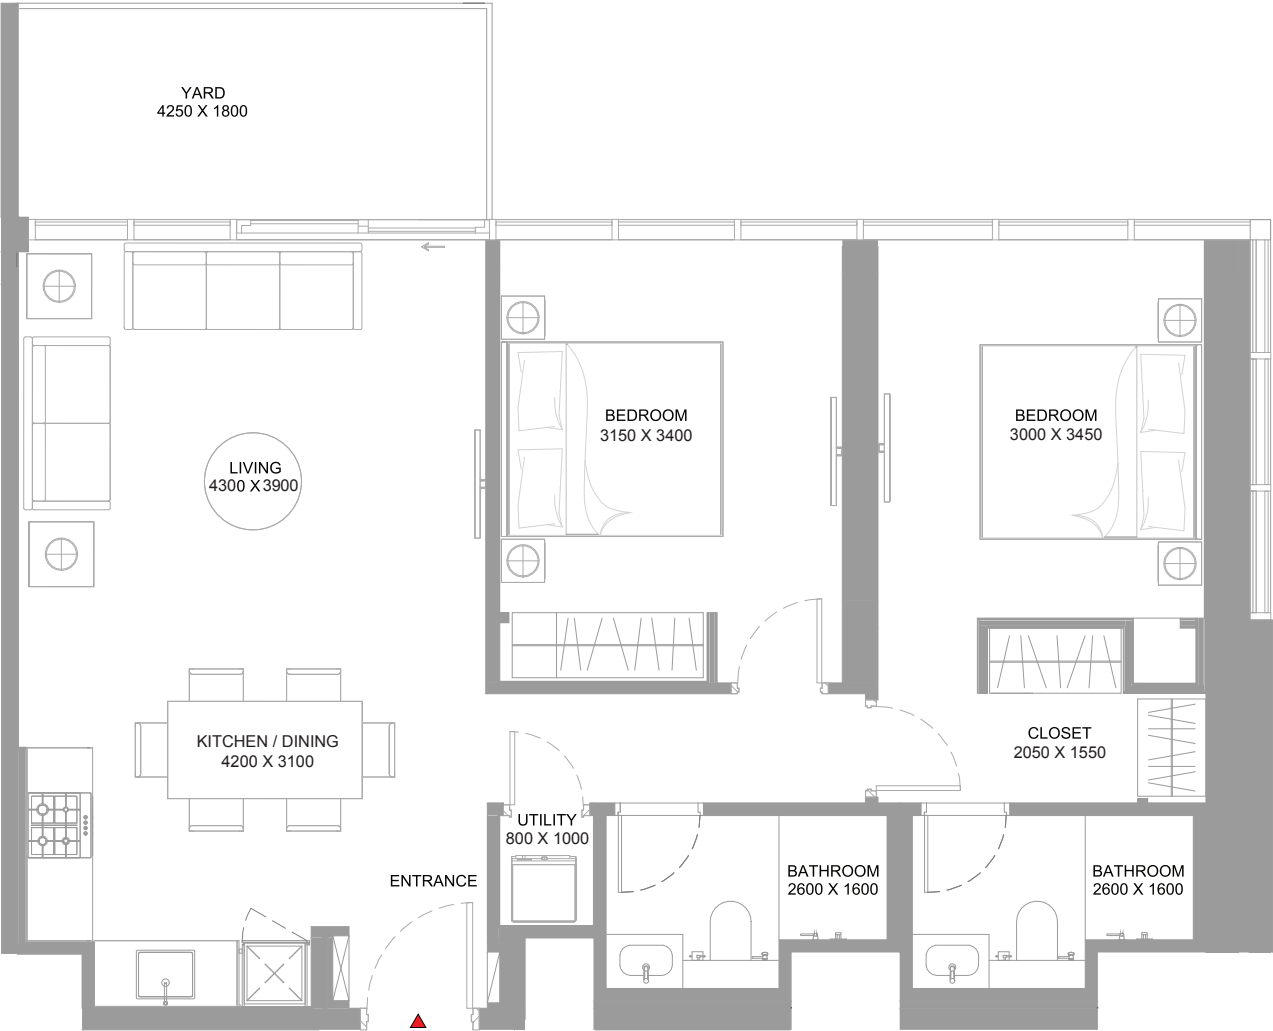 YARD
4250 X 1800
BEDROOM
3150 X 3400
BEDROOM
3000 X 3450
LIVING
4300 X 3900
KITCHEN / DINING
4200 X 3100
CLOSET
2050 X 1550
UTILITY
800 X 1000
ENTRANCE
BATHROOM
2600 X 1600
BATHROOM
2600 X 1600